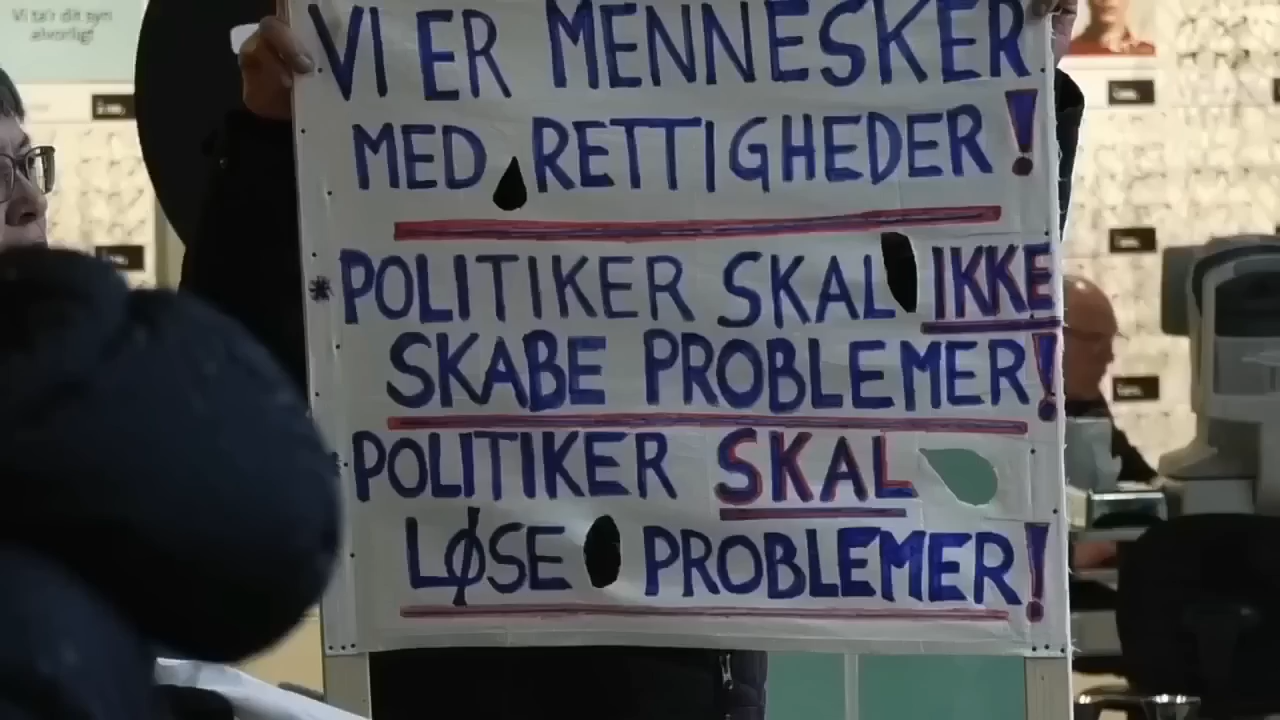 Vi ta'r dit syn
alvorligt
VI ER MENNESKER
MED RETTIGHEDER!
* POLITIKER SKAL IKKE
SKABE PROBLEMER!
* POLITIKER SKAL
LØSE PROBLEMER!